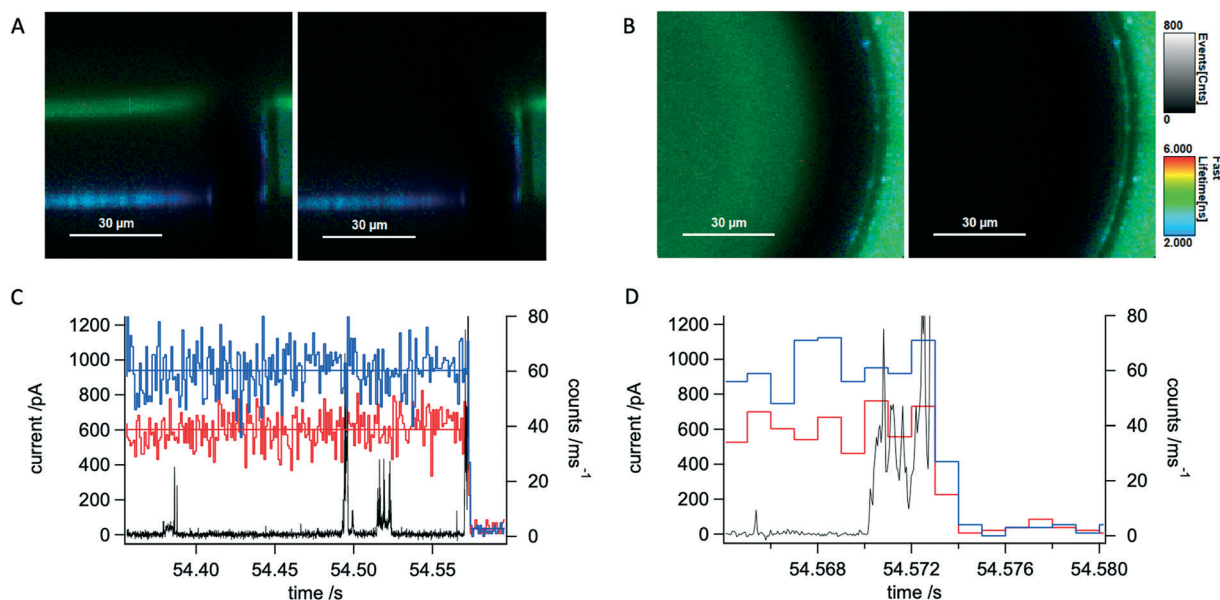 A
30 µm
30 µm
B
30 µm
30 µm
800
Events[Cnts]
0
6.000
Fast
Lifetime[ns]
2.000
C
1200
1000
800
600
400
200
0
current /pA
80
60
40
20
0
counts /ms⁻¹
54.40 54.45 54.50 54.55
time /s
D
1200
1000
800
600
400
200
0
current /pA
80
60
40
20
0
counts /ms⁻¹
54.568 54.572 54.576 54.580
time /s